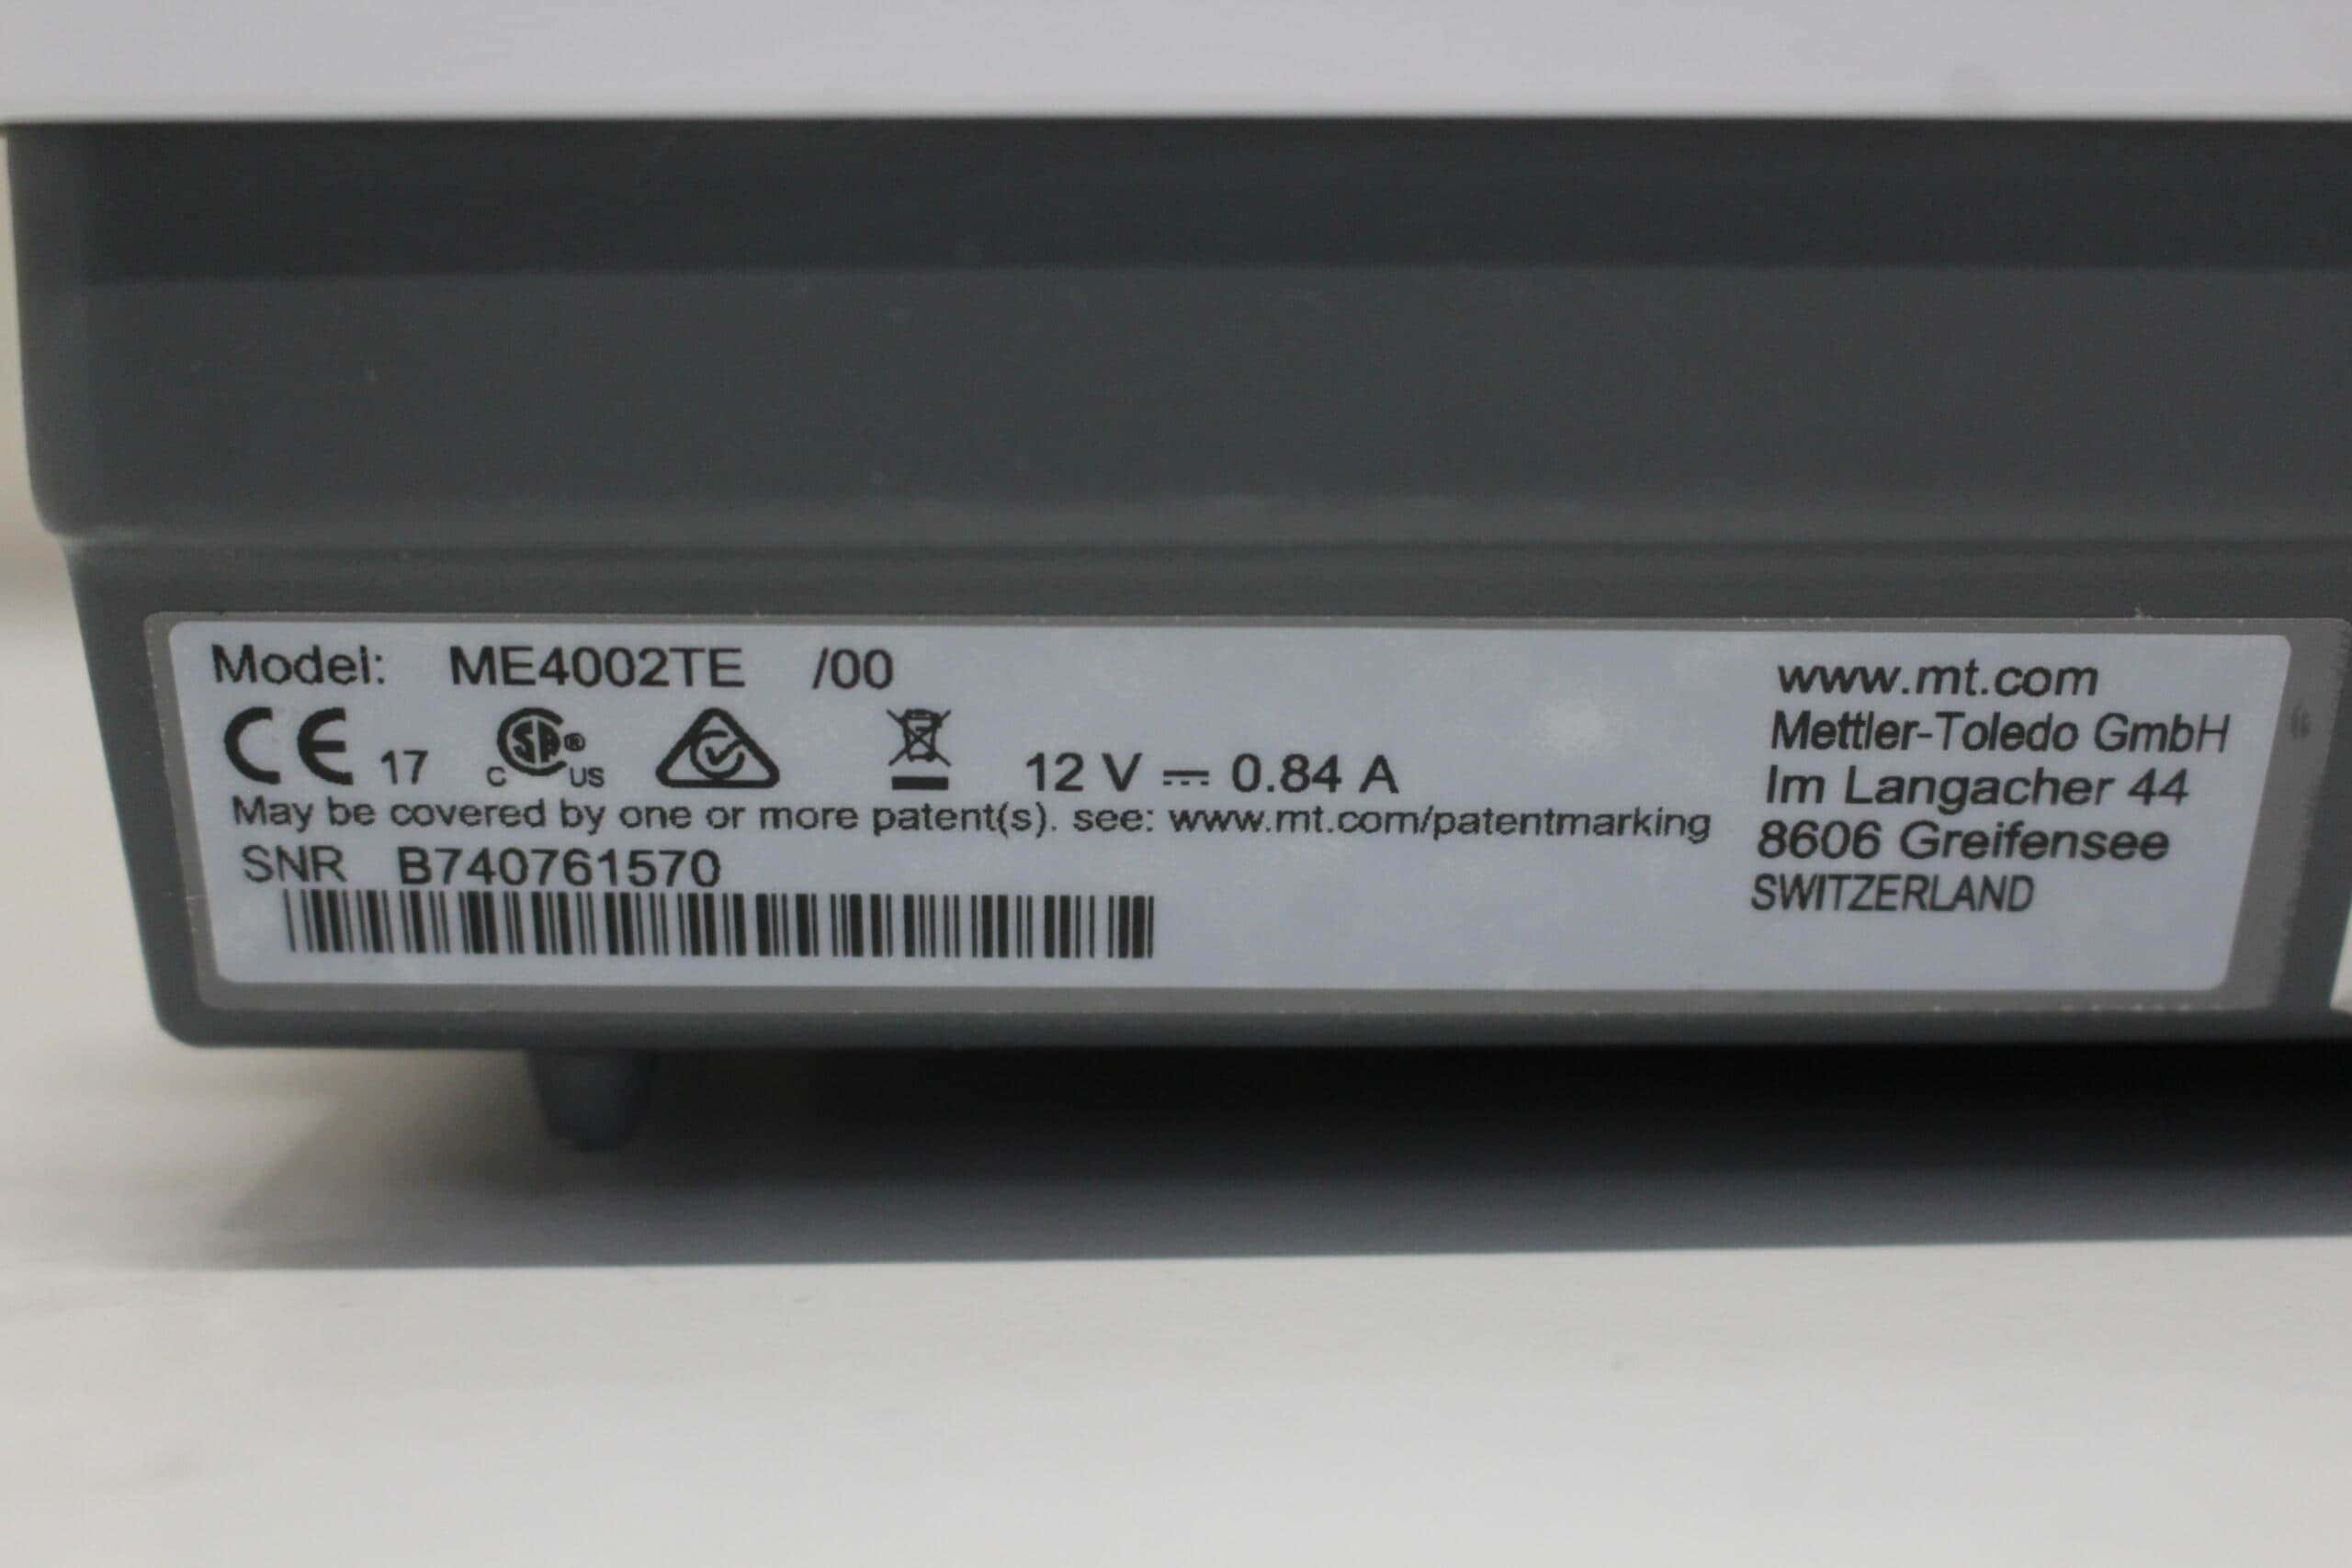 Model: ME4002TE /00
CE 17 C SA® US 12 V ⎓ 0.84 A
May be covered by one or more patent(s). see: www.mt.com/patentmarking
SNR B740761570
www.mt.com
Mettler-Toledo GmbH
Im Langacher 44
8606 Greifensee
SWITZERLAND